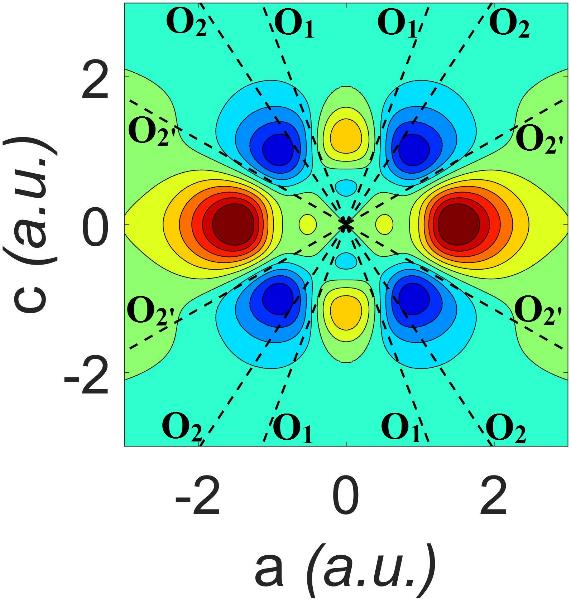 O₂ O₁ O₁ O₂
2
O₂' O₂'
c (a.u.)
0
O₂' O₂'
-2
O₂ O₁ O₁ O₂
-2 0 2
a (a.u.)